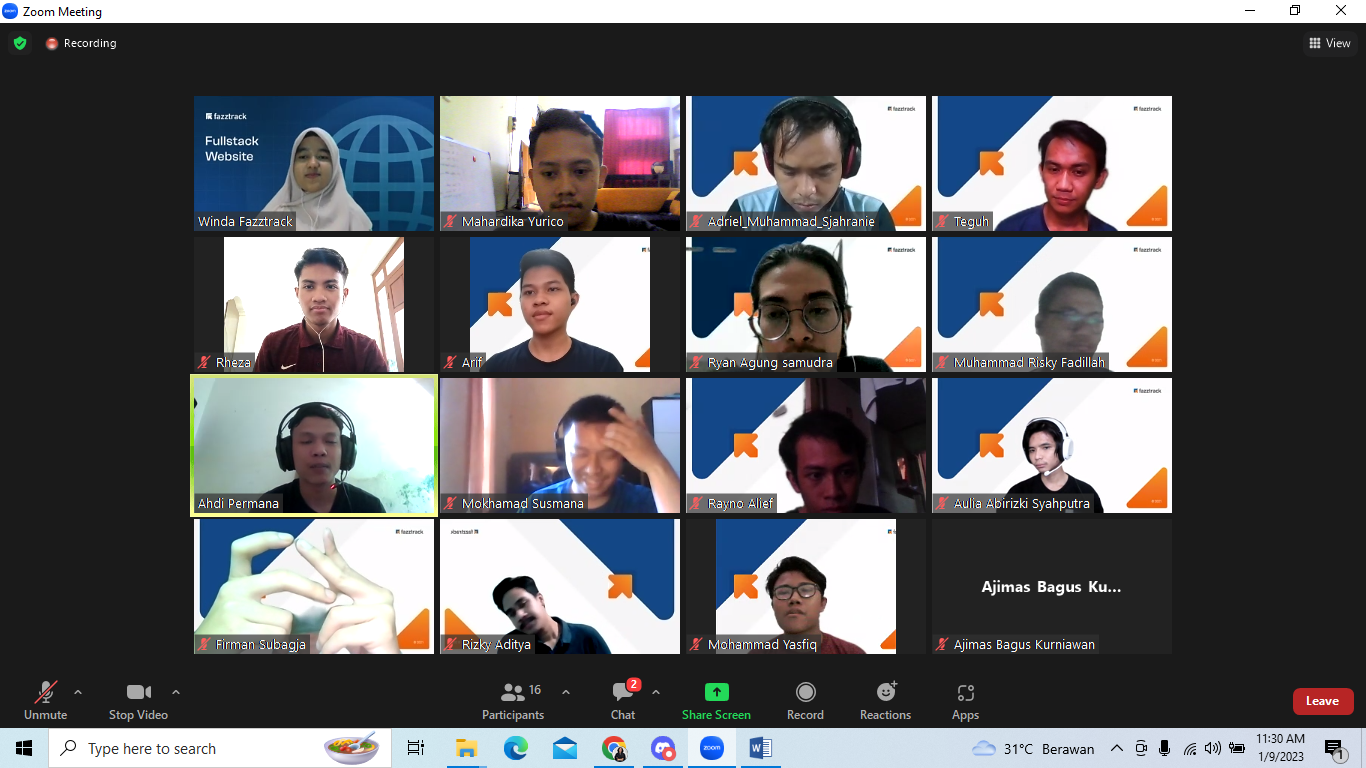 Zoom Meeting
Recording
View
fazztrack
Fullstack
Website
Winda Fazztrack
Mahardika Yurico
fazztrack
Adriel_Muhammad_Sjahranie
fazztrack
Teguh
Rheza
Arif
fazztrack
Ryan Agung samudra
fazztrack
Muhammad Risky Fadillah
Ahdi Permana
Mokhamad Susmana
Rayno Alief
fazztrack
Aulia Abirizki Syahputra
fazztrack
Firman Subagja
fazztrack
Rizky Aditya
Mohammad Yasfiq
Ajimas Bagus Ku...
Ajimas Bagus Kurniawan
Unmute
Stop Video
16
Participants
2
Chat
Share Screen
Record
Reactions
Apps
Leave
Type here to search
zoom
31°C Berawan
11:30 AM
1/9/2023
1